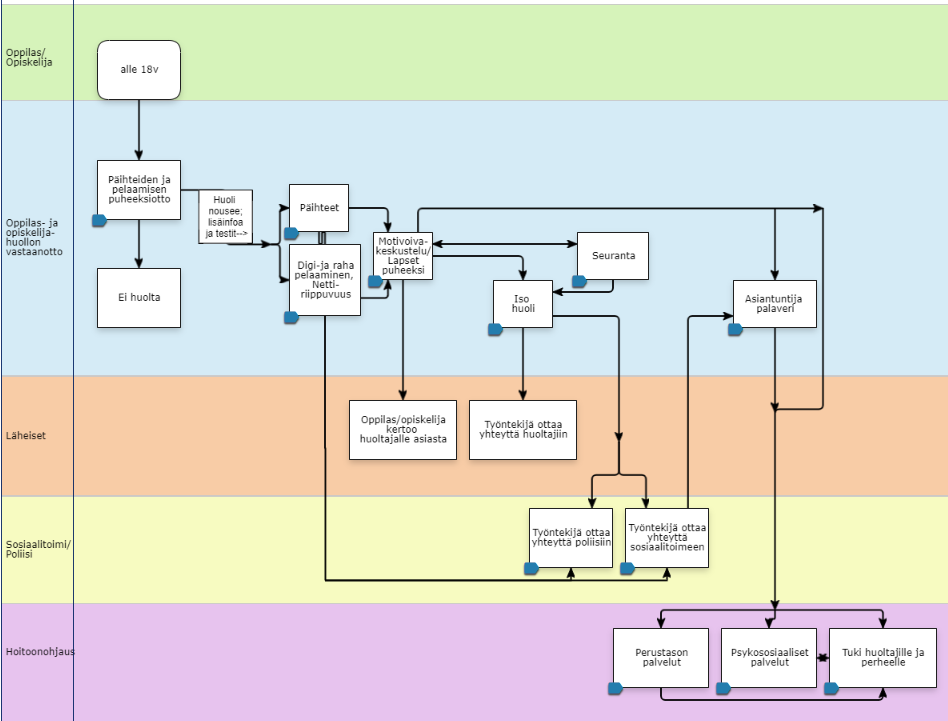 Oppilas/
Opiskelija
alle 18v
Oppilas- ja
opiskelija-
huollon
vastaanotto
Päihteiden ja
pelaamisen
puheeksiotto
Huoli
nousee;
lisäinfoa
ja testit-->
Ei huolta
Päihteet
Digi-ja raha
pelaaminen,
Netti-
riippuvuus
Motivoiva-
keskustelu/
Lapset
puheeksi
Seuranta
Iso
huoli
Asiantuntija
palaveri
Läheiset
Oppilas/opiskelija
kertoo
huoltajalle asiasta
Työntekijä ottaa
yhteyttä huoltajiin
Sosiaalitoimi/
Poliisi
Työntekijä ottaa
yhteyttä poliisiin
Työntekijä ottaa
yhteyttä
sosiaalitoimeen
Hoitoonohjaus
Perustason
palvelut
Psykososiaaliset
palvelut
Tuki huoltajille ja
perheelle